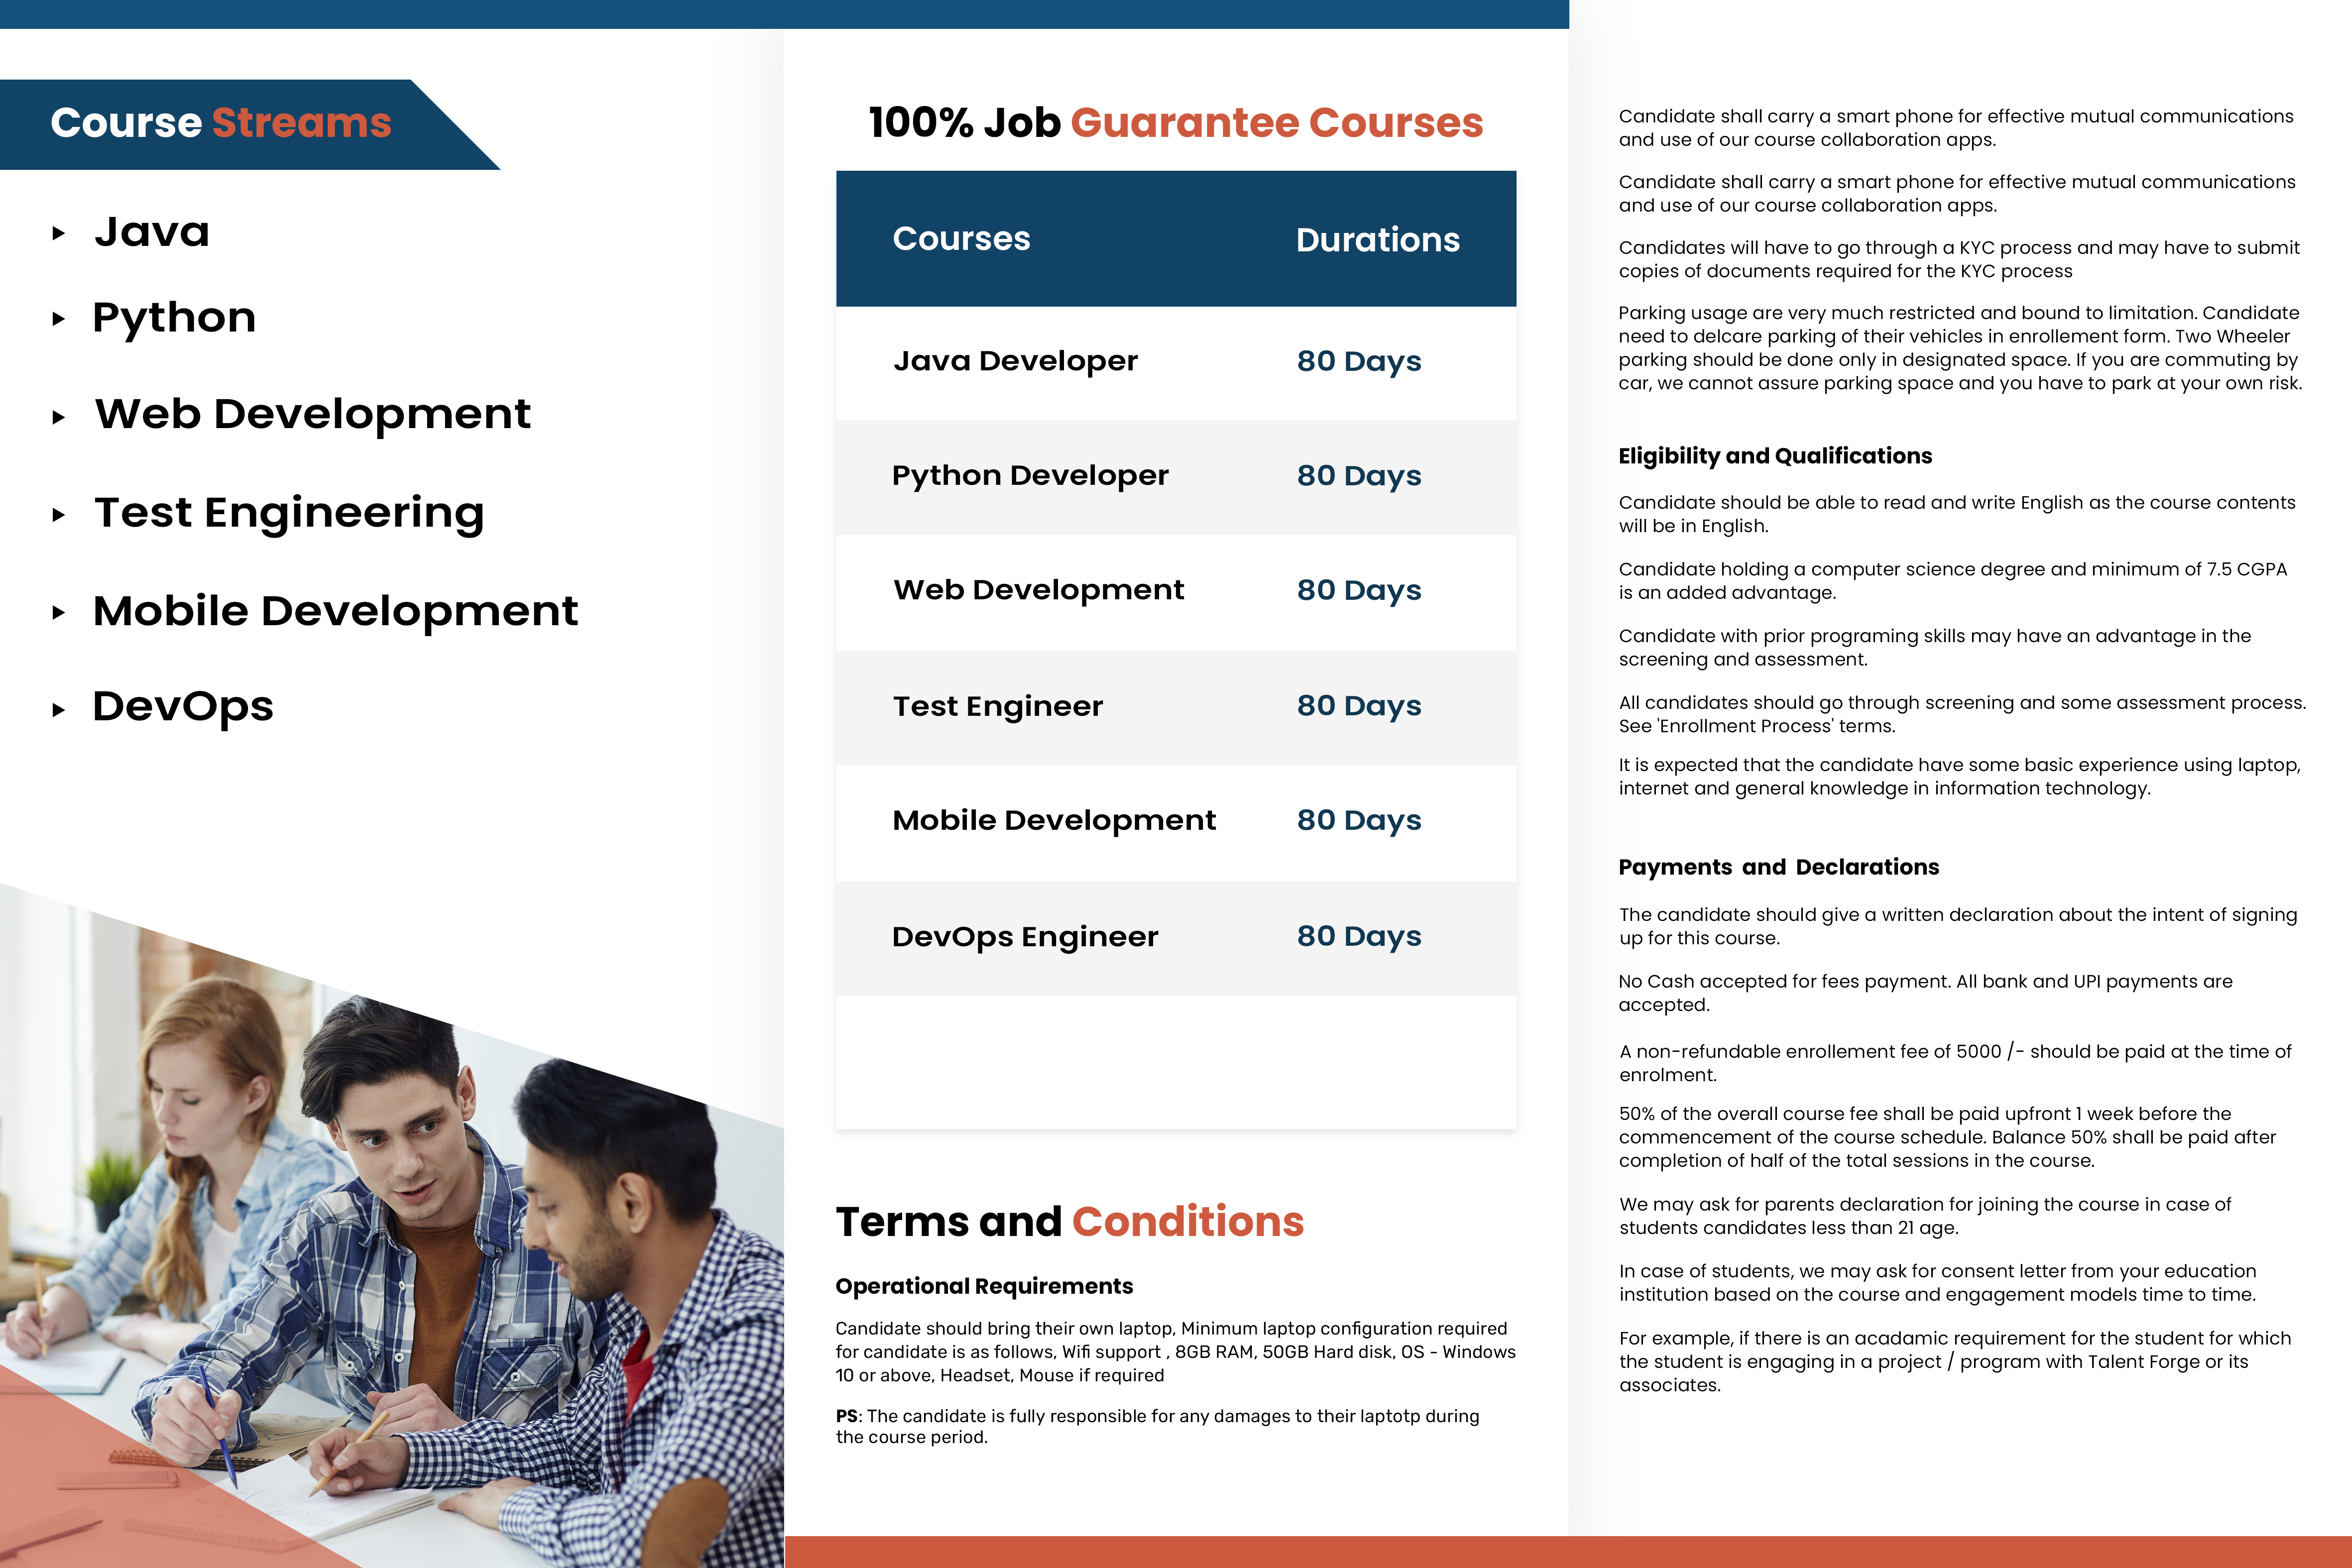 Course Streams
Java
Python
Web Development
Test Engineering
Mobile Development
DevOps
100% Job Guarantee Courses
Courses Durations
Java Developer 80 Days
Python Developer 80 Days
Web Development 80 Days
Test Engineer 80 Days
Mobile Development 80 Days
DevOps Engineer 80 Days
Terms and Conditions
Operational Requirements
Candidate should bring their own laptop, Minimum laptop configuration required
for candidate is as follows, Wifi support , 8GB RAM, 50GB Hard disk, OS - Windows
10 or above, Headset, Mouse if required
PS: The candidate is fully responsible for any damages to their laptotp during
the course period.
Candidate shall carry a smart phone for effective mutual communications
and use of our course collaboration apps.
Candidate shall carry a smart phone for effective mutual communications
and use of our course collaboration apps.
Candidates will have to go through a KYC process and may have to submit
copies of documents required for the KYC process
Parking usage are very much restricted and bound to limitation. Candidate
need to delcare parking of their vehicles in enrollement form. Two Wheeler
parking should be done only in designated space. If you are commuting by
car, we cannot assure parking space and you have to park at your own risk.
Eligibility and Qualifications
Candidate should be able to read and write English as the course contents
will be in English.
Candidate holding a computer science degree and minimum of 7.5 CGPA
is an added advantage.
Candidate with prior programing skills may have an advantage in the
screening and assessment.
All candidates should go through screening and some assessment process.
See 'Enrollment Process' terms.
It is expected that the candidate have some basic experience using laptop,
internet and general knowledge in information technology.
Payments and Declarations
The candidate should give a written declaration about the intent of signing
up for this course.
No Cash accepted for fees payment. All bank and UPI payments are
accepted.
A non-refundable enrollement fee of 5000 /- should be paid at the time of
enrolment.
50% of the overall course fee shall be paid upfront 1 week before the
commencement of the course schedule. Balance 50% shall be paid after
completion of half of the total sessions in the course.
We may ask for parents declaration for joining the course in case of
students candidates less than 21 age.
In case of students, we may ask for consent letter from your education
institution based on the course and engagement models time to time.
For example, if there is an acadamic requirement for the student for which
the student is engaging in a project / program with Talent Forge or its
associates.